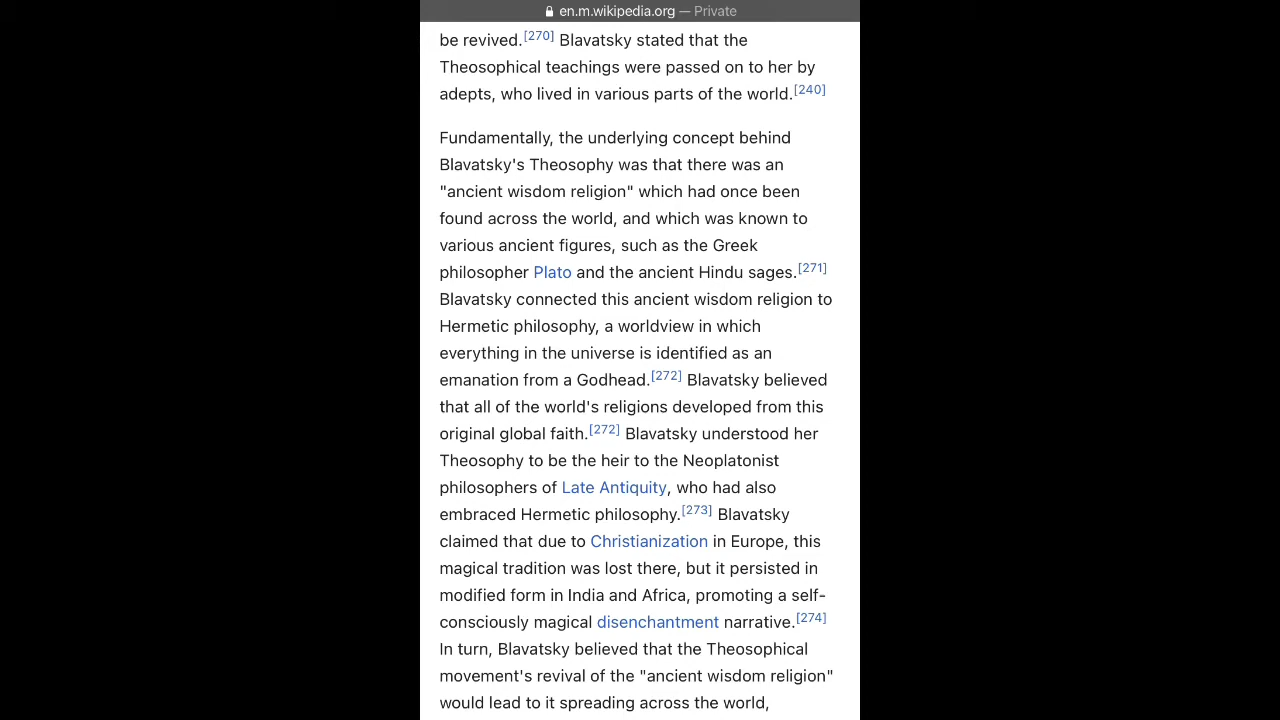 en.m.wikipedia.org — Private
be revived.[270] Blavatsky stated that the
Theosophical teachings were passed on to her by
adepts, who lived in various parts of the world.[240]
Fundamentally, the underlying concept behind
Blavatsky's Theosophy was that there was an
"ancient wisdom religion" which had once been
found across the world, and which was known to
various ancient figures, such as the Greek
philosopher Plato and the ancient Hindu sages.[271]
Blavatsky connected this ancient wisdom religion to
Hermetic philosophy, a worldview in which
everything in the universe is identified as an
emanation from a Godhead.[272] Blavatsky believed
that all of the world's religions developed from this
original global faith.[272] Blavatsky understood her
Theosophy to be the heir to the Neoplatonist
philosophers of Late Antiquity, who had also
embraced Hermetic philosophy.[273] Blavatsky
claimed that due to Christianization in Europe, this
magical tradition was lost there, but it persisted in
modified form in India and Africa, promoting a self-
consciously magical disenchantment narrative.[274]
In turn, Blavatsky believed that the Theosophical
movement's revival of the "ancient wisdom religion"
would lead to it spreading across the world,